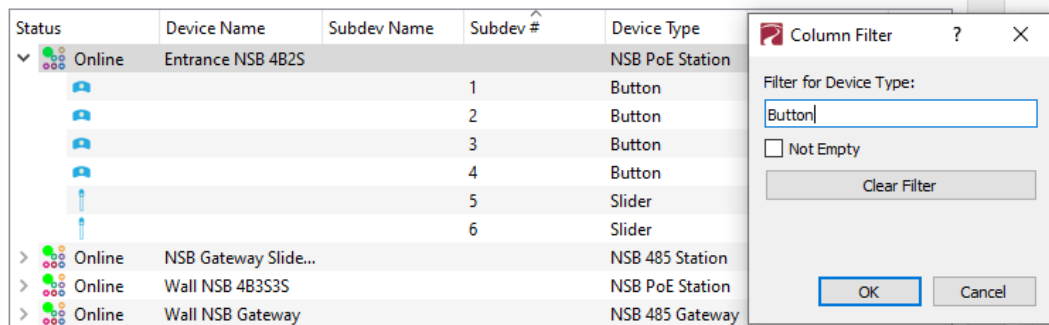 Status Device Name Subdev Name Subdev # Device Type
Online Entrance NSB 4B2S NSB PoE Station
1 Button
2 Button
3 Button
4 Button
5 Slider
6 Slider
Online NSB Gateway Slide... NSB 485 Station
Online Wall NSB 4B3S3S NSB PoE Station
Online Wall NSB Gateway NSB 485 Gateway
Column Filter ?
Filter for Device Type:
Button
Not Empty
Clear Filter
OK Cancel